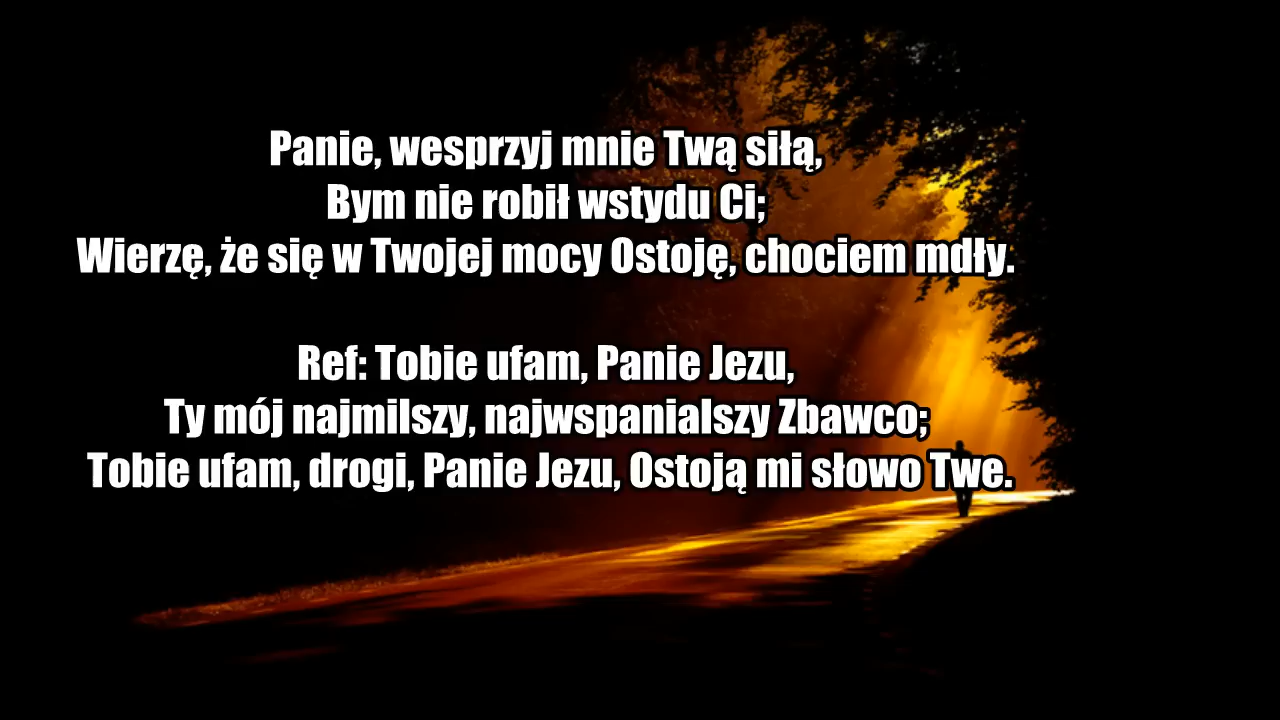 Panie, wesprzyj mnie Twą siłą,
Bym nie robił wstydu Ci;
Wierzę, że się w Twojej mocy Ostoję, chociem mdły.
Ref: Tobie ufam, Panie Jezu,
Ty mój najmilszy, najwspanialszy Zbawco;
Tobie ufam, drogi, Panie Jezu, Ostoją mi słowo Twe.